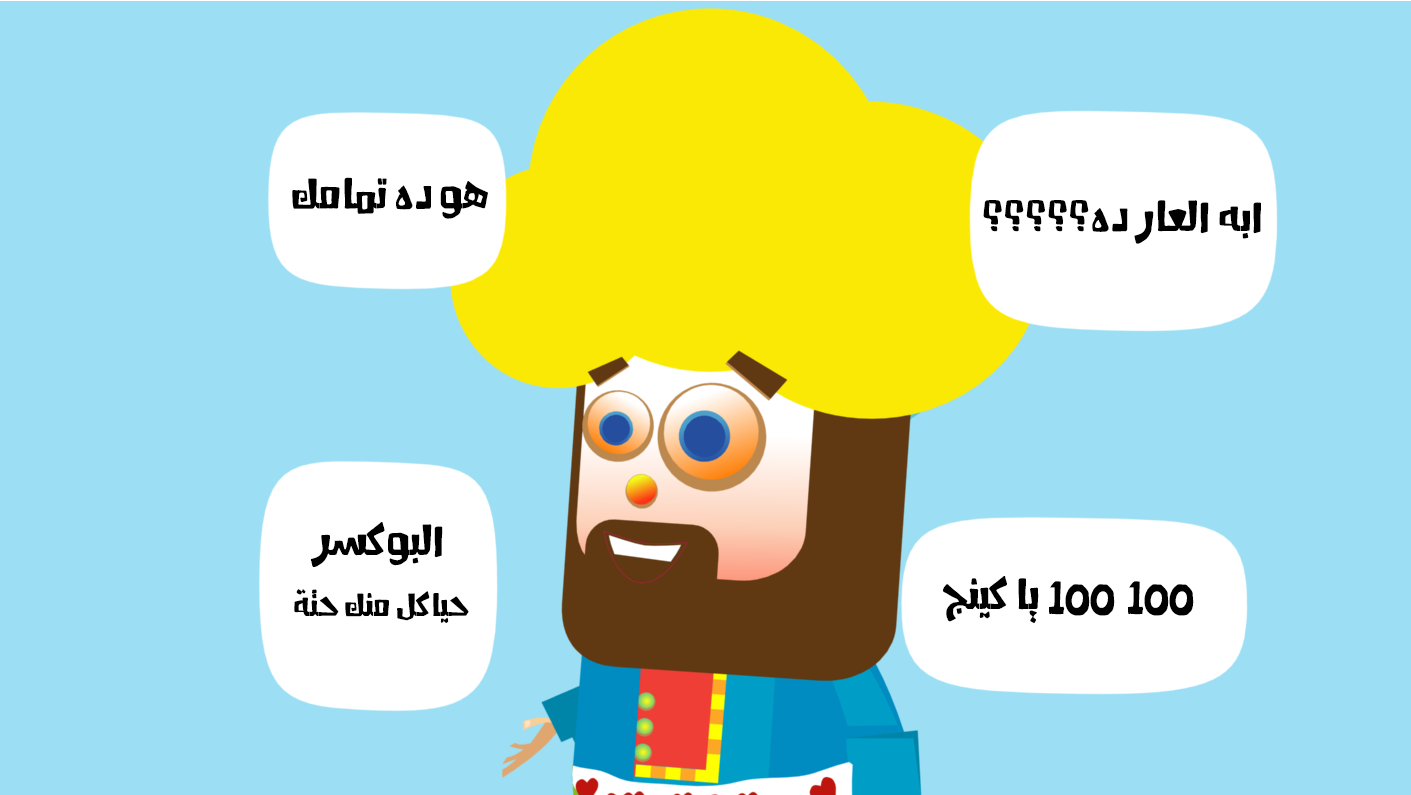 ايه العار ده؟؟؟؟؟
هو ده تمامك
100 100 يا كينج
البوكسر
حياكل منك حتة